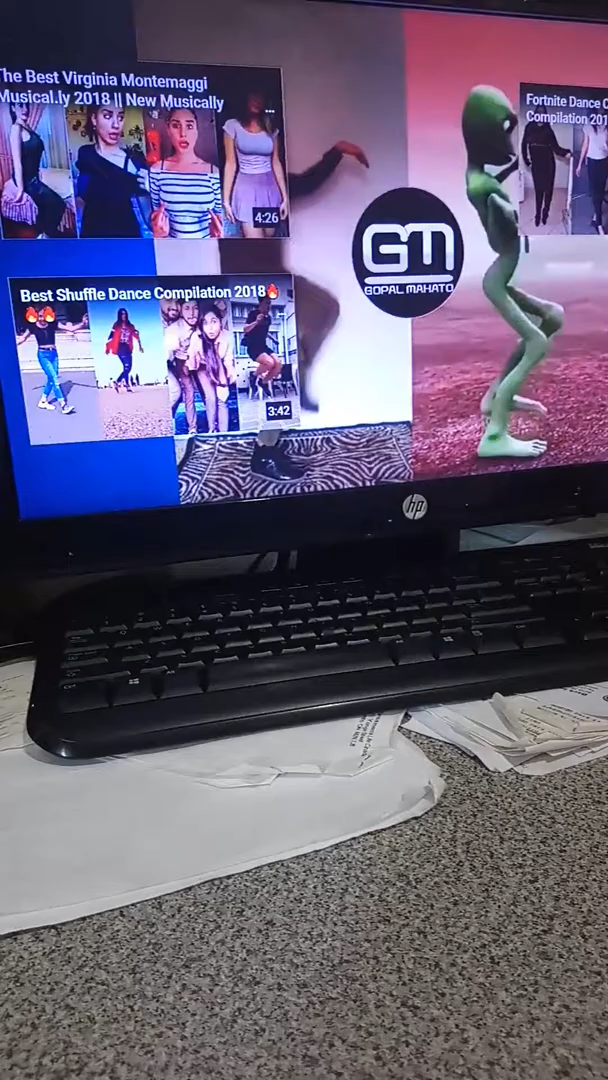 The Best Virginia Montemaggi
Musical.ly 2018 || New Musically
4:26
Fortnite Dance C
Compilation 201
GM
GOPAL MAHATO
Best Shuffle Dance Compilation 2018🔥
3:42
hp